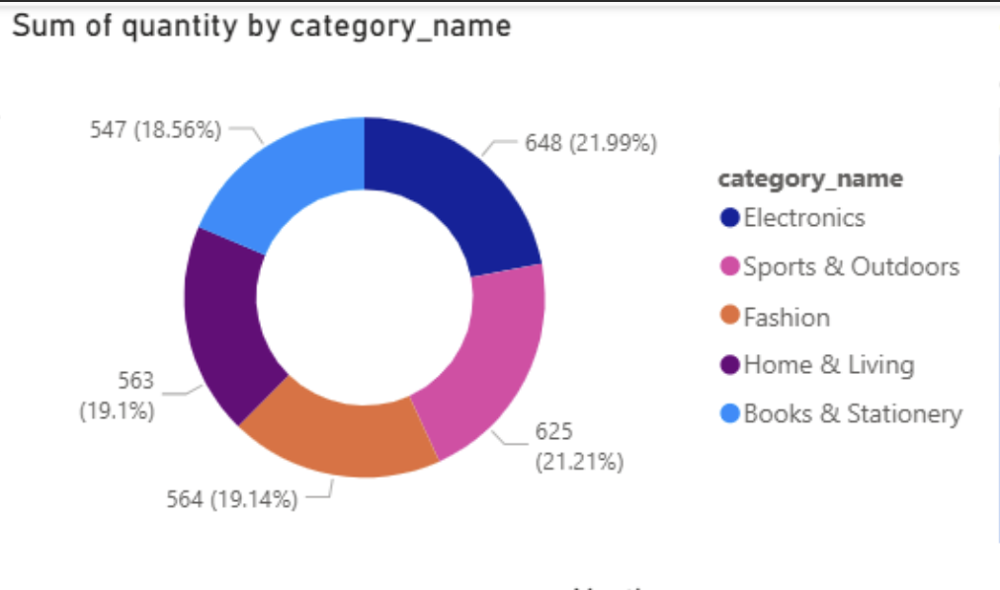 Sum of quantity by category_name
547 (18.56%)
648 (21.99%)
563
(19.1%)
625
(21.21%)
564 (19.14%)
category_name
Electronics
Sports & Outdoors
Fashion
Home & Living
Books & Stationery